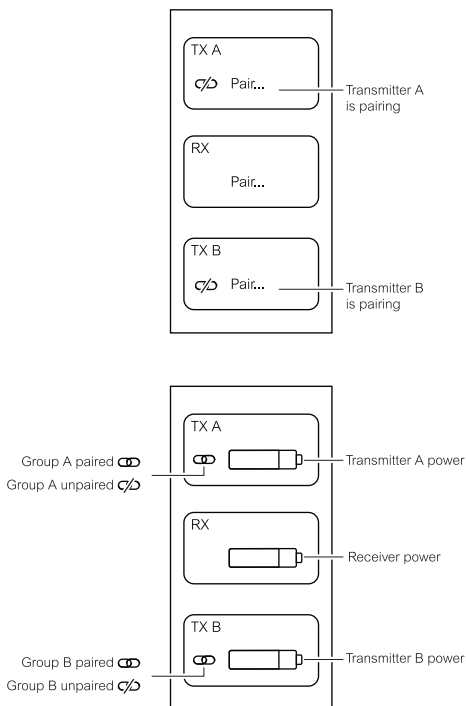 TX A
Pair...
Transmitter A
is pairing
RX
Pair...
TX B
Pair...
Transmitter B
is pairing
TX A
Group A paired
Group A unpaired
Transmitter A power
RX
Receiver power
TX B
Group B paired
Group B unpaired
Transmitter B power